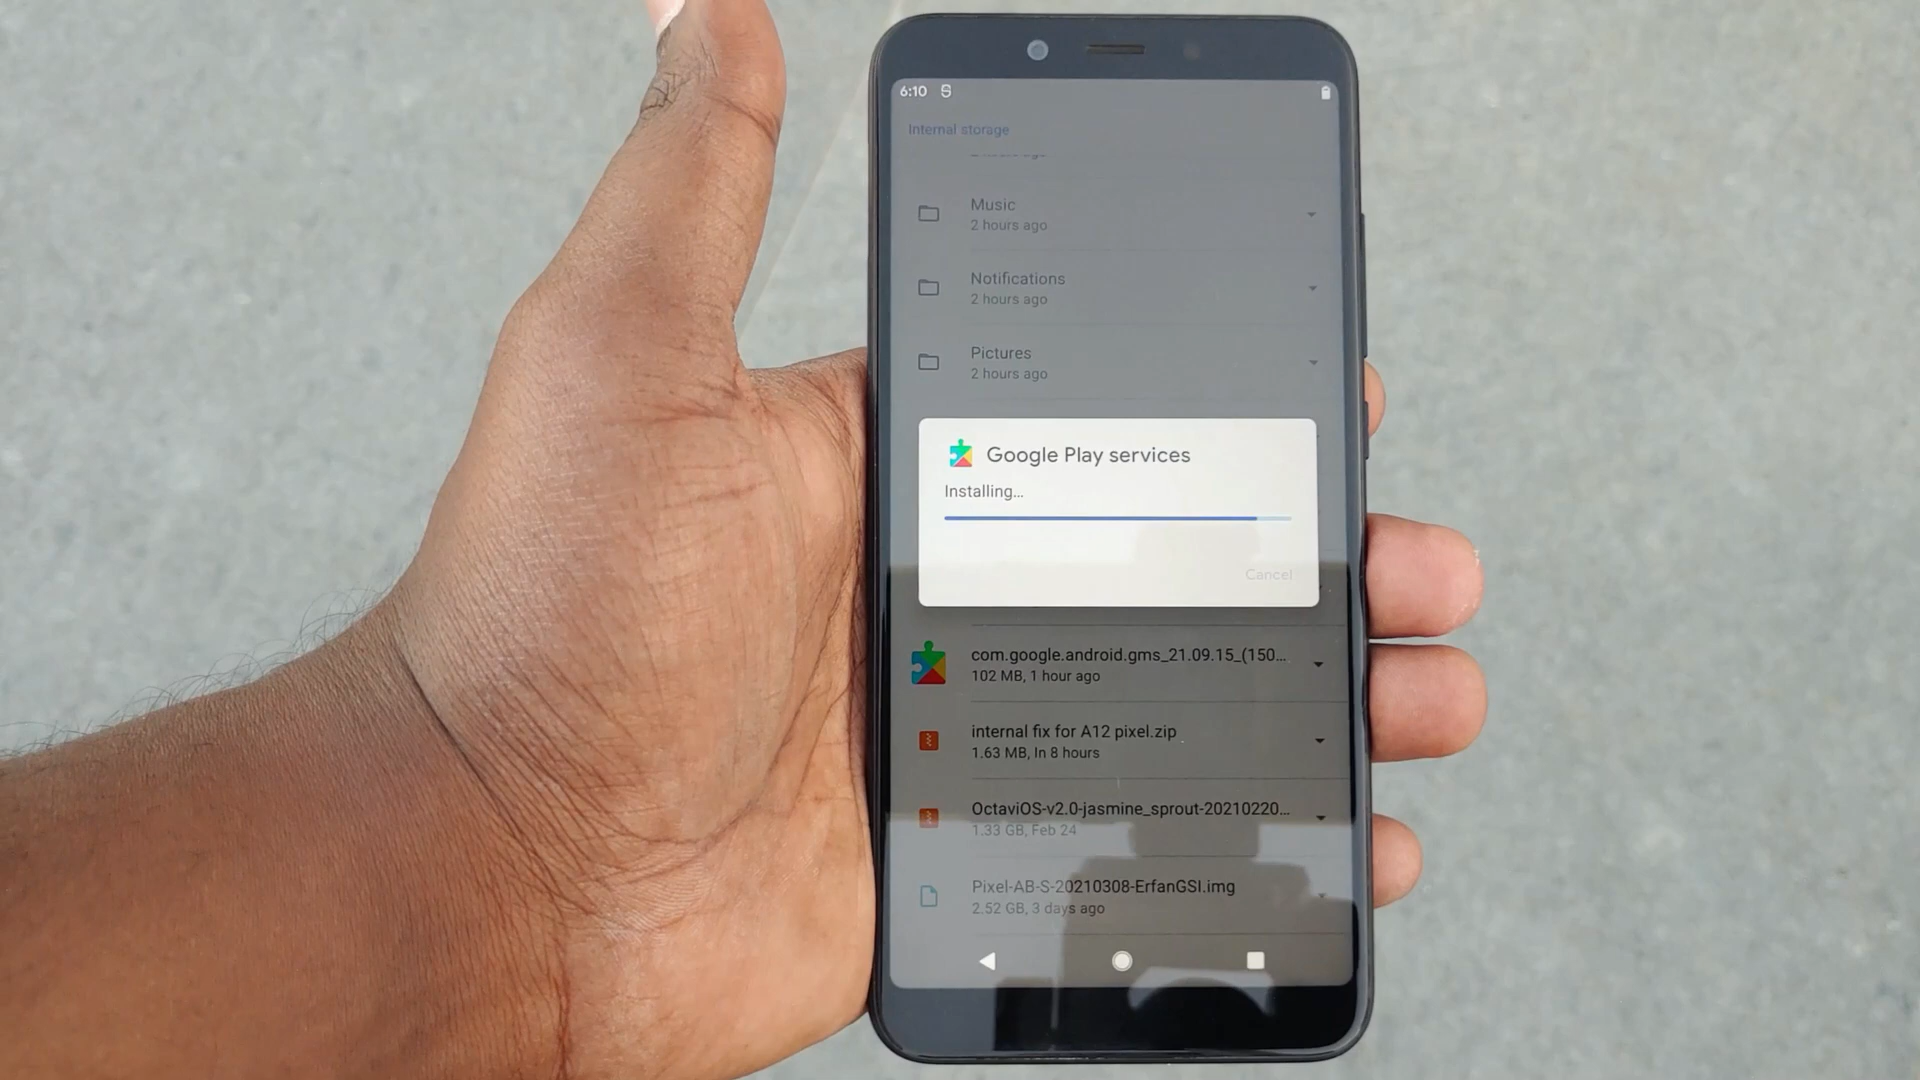 6:10
Internal storage
Music
2 hours ago
Notifications
2 hours ago
Pictures
2 hours ago
Google Play services
Installing...
Cancel
com.google.android.gms_21.09.15_(150...
102 MB, 1 hour ago
internal fix for A12 pixel.zip
1.63 MB, In 8 hours
OctaviOS-v2.0-jasmine_sprout-20210220...
1.33 GB, Feb 24
Pixel-AB-S-20210308-ErfanGSI.img
2.52 GB, 3 days ago